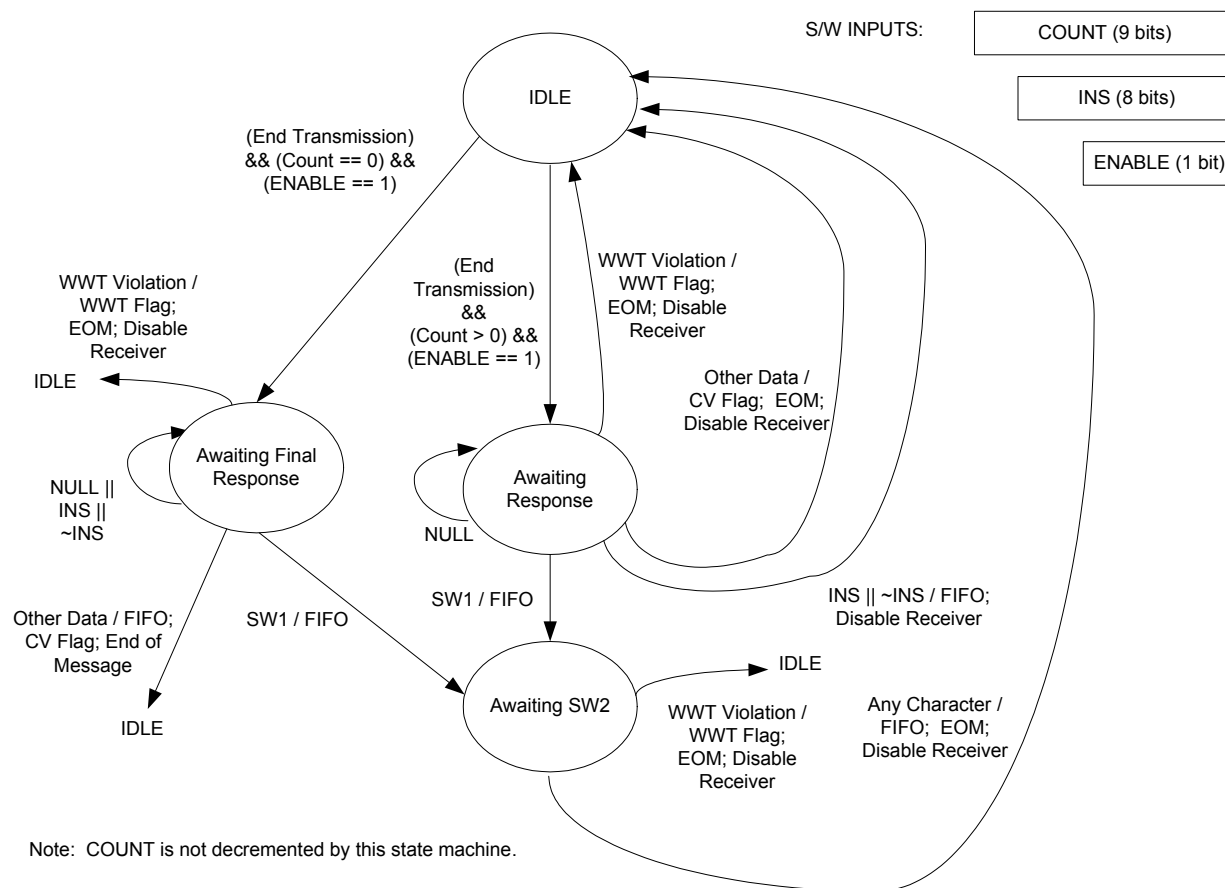 S/W INPUTS:
COUNT (9 bits)
IDLE
INS (8 bits)
(End Transmission)
&& (Count == 0) &&
(ENABLE == 1)
ENABLE (1 bit)
WWT Violation /
WWT Flag;
EOM; Disable
Receiver
(End
Transmission)
&&
(Count > 0) &&
(ENABLE == 1)
WWT Violation /
WWT Flag;
EOM; Disable
Receiver
IDLE
Other Data /
CV Flag;  EOM;
Disable Receiver
Awaiting Final
Response
Awaiting
Response
NULL ||
INS ||
~INS
NULL
Other Data / FIFO;
CV Flag; End of
Message
SW1 / FIFO
SW1 / FIFO
INS || ~INS / FIFO;
Disable Receiver
IDLE
Awaiting SW2
IDLE
WWT Violation /
WWT Flag;
EOM; Disable
Receiver
Any Character /
FIFO;  EOM;
Disable Receiver
Note:  COUNT is not decremented by this state machine.